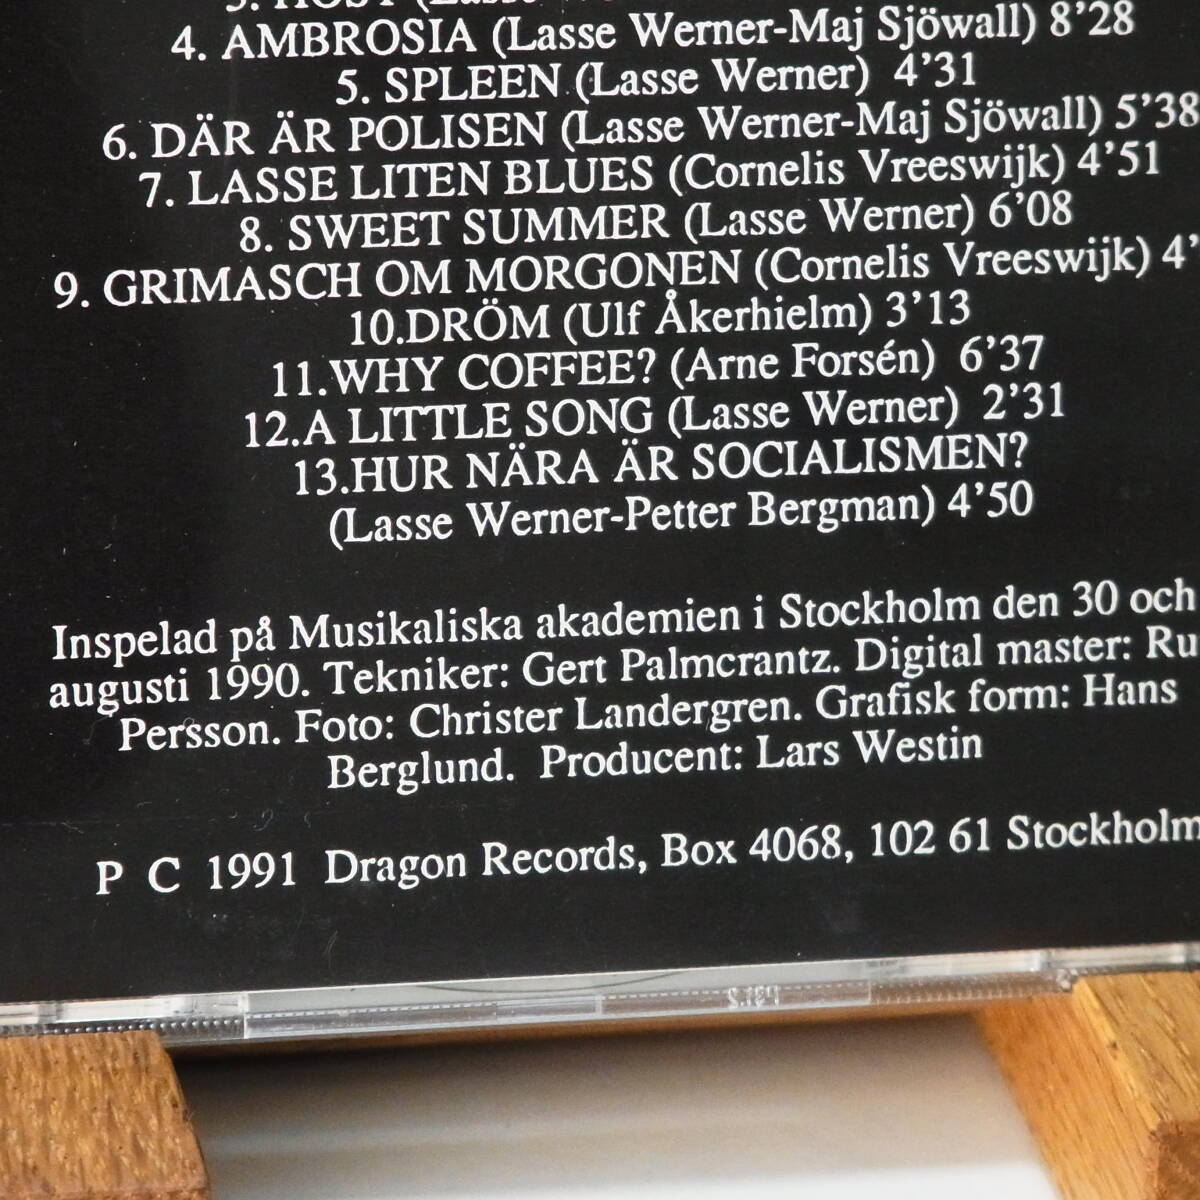 3. HÖST (Lasse
4. AMBROSIA (Lasse Werner-Maj Sjöwall) 8’28
5. SPLEEN (Lasse Werner) 4’31
6. DÄR ÄR POLISEN (Lasse Werner-Maj Sjöwall) 5’38
7. LASSE LITEN BLUES (Cornelis Vreeswijk) 4’51
8. SWEET SUMMER (Lasse Werner) 6’08
9. GRIMASCH OM MORGONEN (Cornelis Vreeswijk) 4’
10.DRÖM (Ulf Åkerhielm) 3’13
11.WHY COFFEE? (Arne Forsén) 6’37
12.A LITTLE SONG (Lasse Werner) 2’31
13.HUR NÄRA ÄR SOCIALISMEN?
(Lasse Werner-Petter Bergman) 4’50
Inspelad på Musikaliska akademien i Stockholm den 30 och
augusti 1990. Tekniker: Gert Palmcrantz. Digital master: Ru
Persson. Foto: Christer Landergren. Grafisk form: Hans
Berglund. Producent: Lars Westin
P C 1991 Dragon Records, Box 4068, 102 61 Stockholm